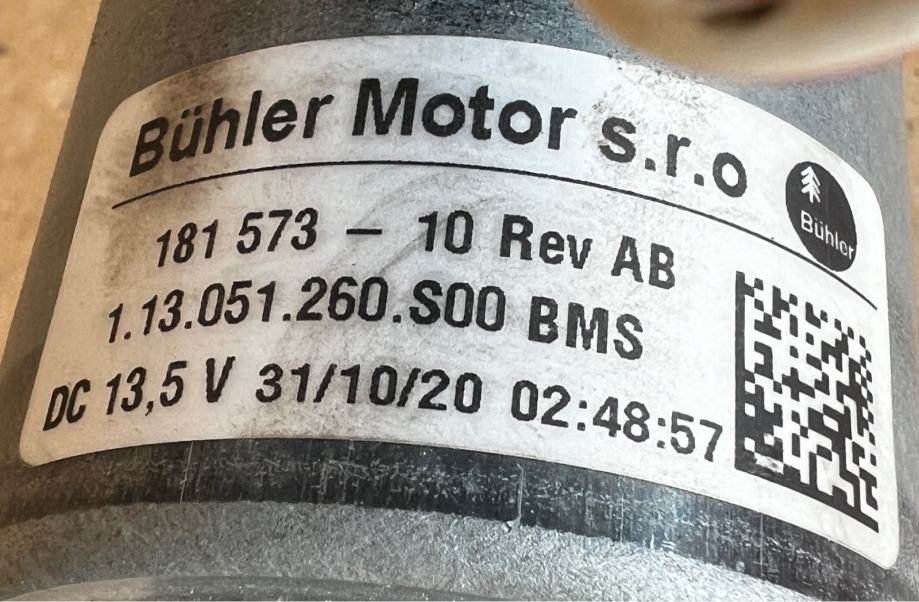 Bühler Motor s.r.o
Bühler
181 573 – 10 Rev AB
1.13.051.260.S00 BMS
DC 13,5 V 31/10/20 02:48:57